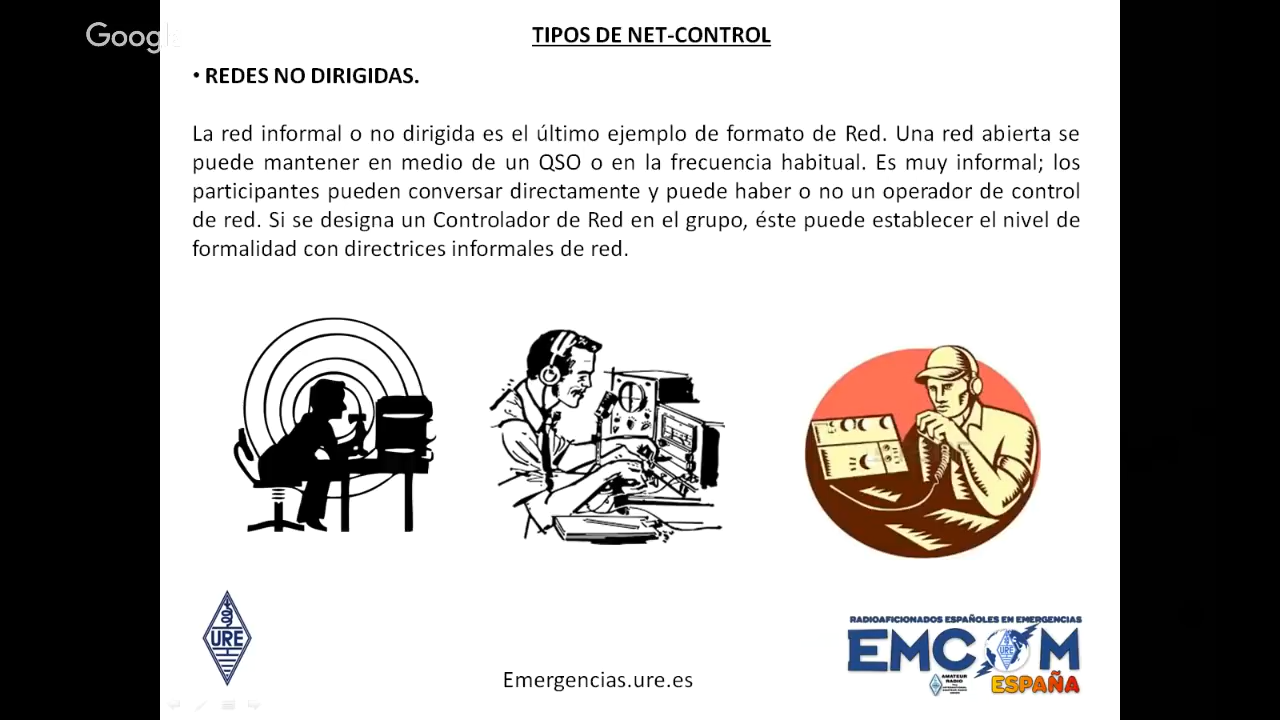 Google
TIPOS DE NET-CONTROL
• REDES NO DIRIGIDAS.
La red informal o no dirigida es el último ejemplo de formato de Red. Una red abierta se
puede mantener en medio de un QSO o en la frecuencia habitual. Es muy informal; los
participantes pueden conversar directamente y puede haber o no un operador de control
de red. Si se designa un Controlador de Red en el grupo, éste puede establecer el nivel de
formalidad con directrices informales de red.
URE
Emergencias.ure.es
RADIOAFICIONADOS ESPAÑOLES EN EMERGENCIAS
EMCOM
URE
AMATEUR
RADIO
ESPAÑA